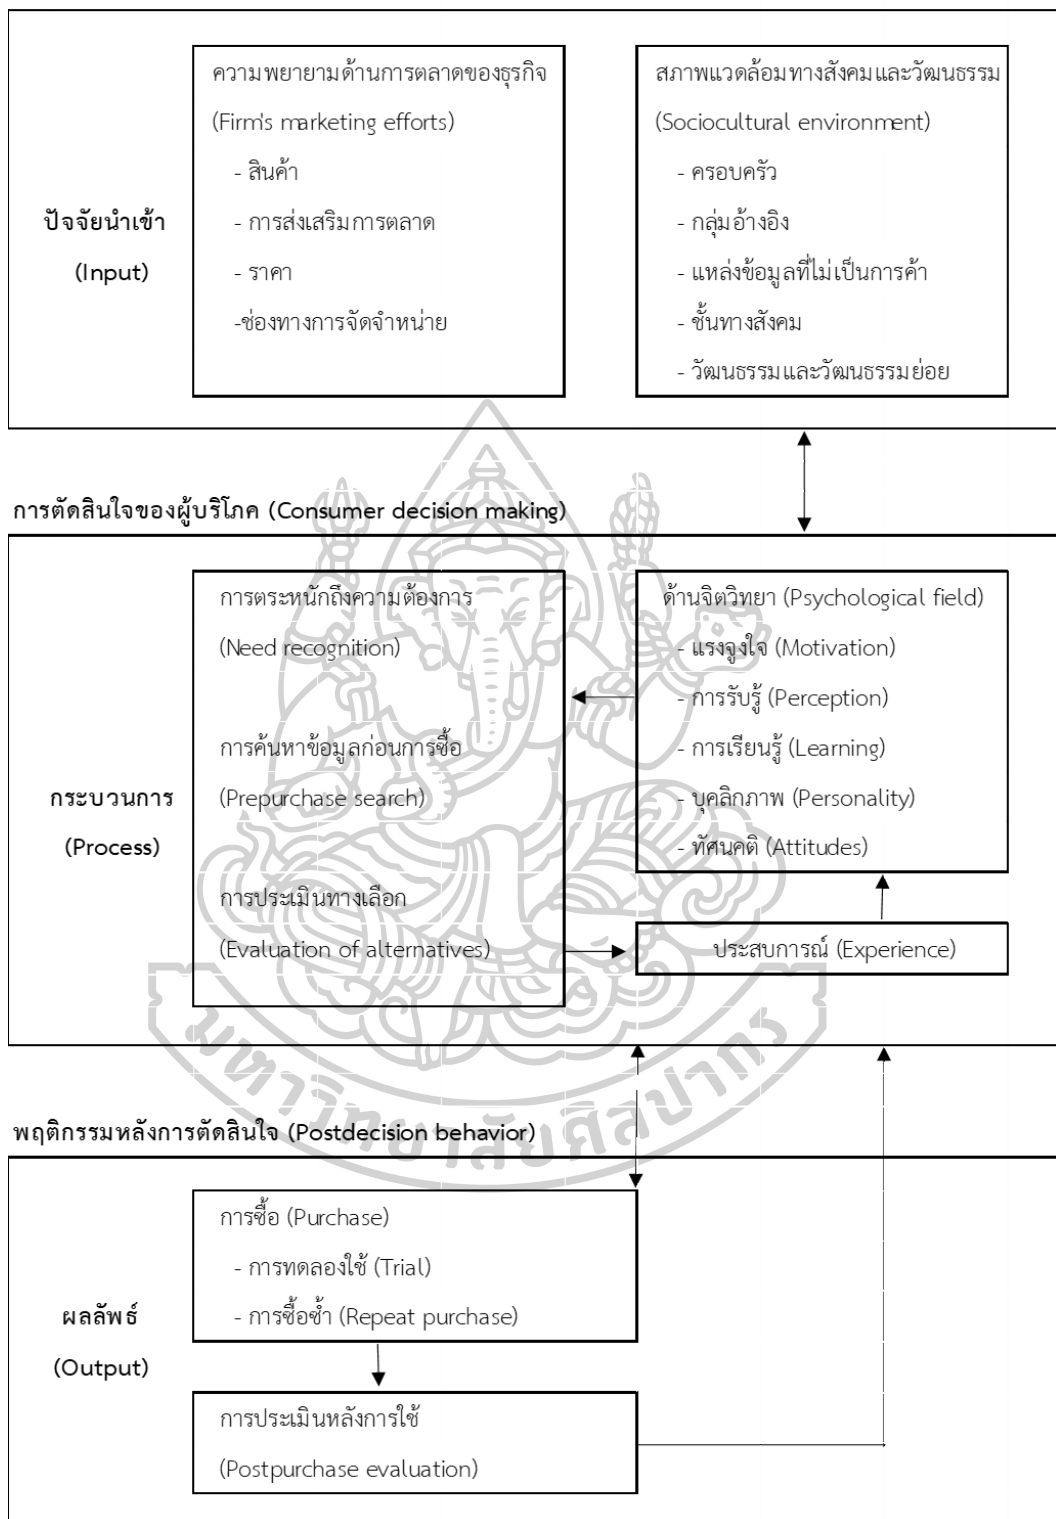 ความพยายามด้านการตลาดของธุรกิจ
(Firm's marketing efforts)
- สินค้า
- การส่งเสริมการตลาด
- ราคา
-ช่องทางการจัดจำหน่าย
สภาพแวดล้อมทางสังคมและวัฒนธรรม
(Sociocultural environment)
- ครอบครัว
- กลุ่มอ้างอิง
- แหล่งข้อมูลที่ไม่เป็นการค้า
- ชั้นทางสังคม
- วัฒนธรรมและวัฒนธรรมย่อย
ปัจจัยนำเข้า
(Input)
การตัดสินใจของผู้บริโภค (Consumer decision making)
การตระหนักถึงความต้องการ
(Need recognition)
การค้นหาข้อมูลก่อนการซื้อ
(Prepurchase search)
การประเมินทางเลือก
(Evaluation of alternatives)
ด้านจิตวิทยา (Psychological field)
- แรงจูงใจ (Motivation)
- การรับรู้ (Perception)
- การเรียนรู้ (Learning)
- บุคลิกภาพ (Personality)
- ทัศนคติ (Attitudes)
ประสบการณ์ (Experience)
กระบวนการ
(Process)
มหาวิทยาลัยศิลปากร
พฤติกรรมหลังการตัดสินใจ (Postdecision behavior)
การซื้อ (Purchase)
- การทดลองใช้ (Trial)
- การซื้อซ้ำ (Repeat purchase)
ผลลัพธ์
(Output)
การประเมินหลังการใช้
(Postpurchase evaluation)